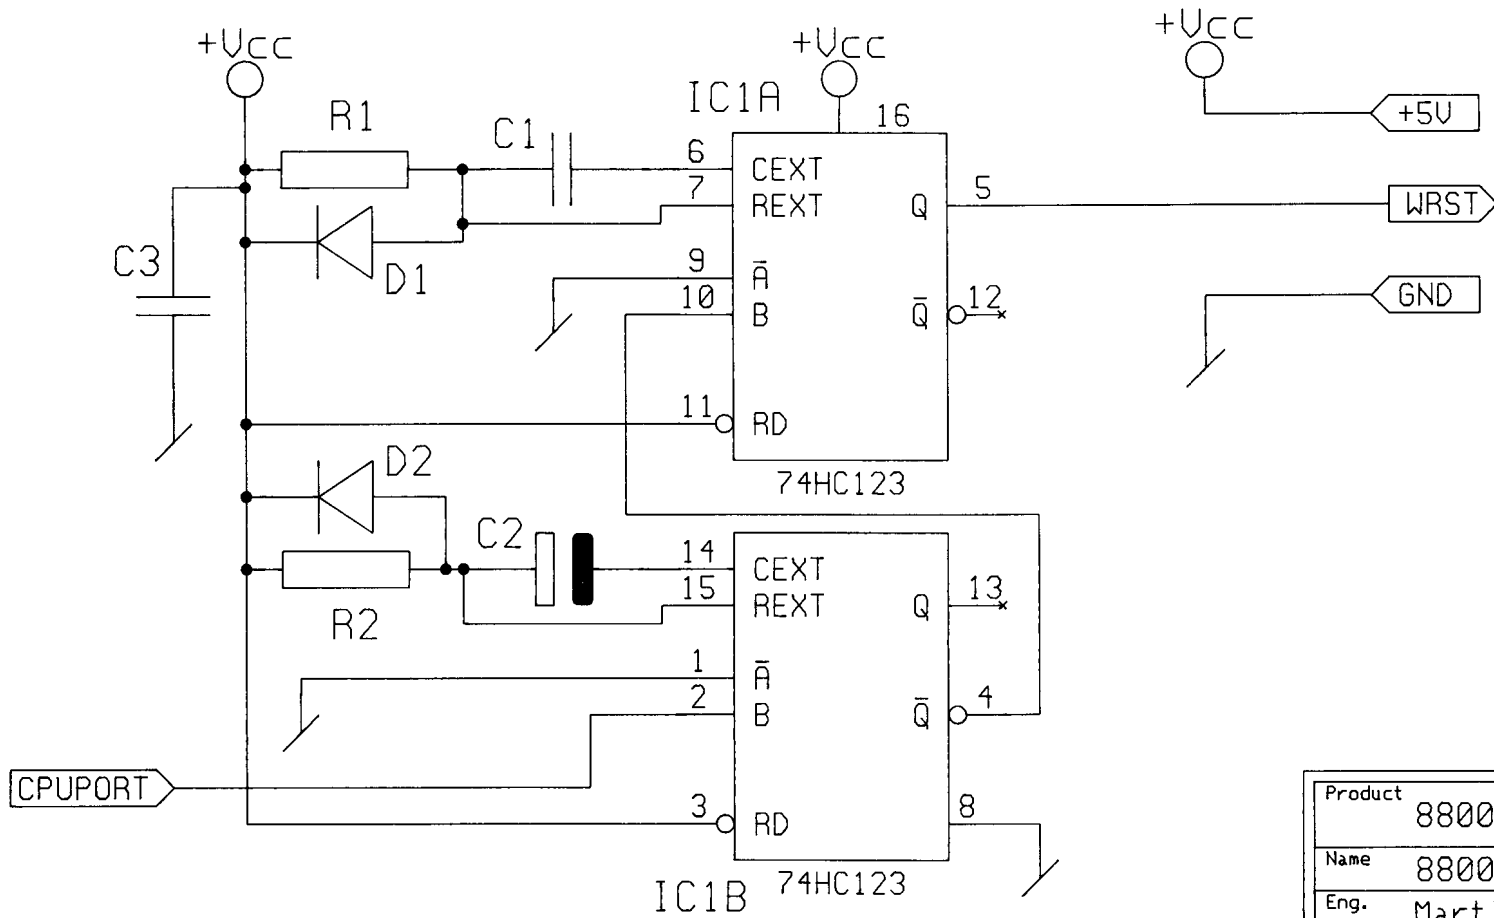 +Vcc
+Vcc
+Vcc
IC1A
16
+5V
R1
C1
6
CEXT
7
REXT
Q
5
WRST
C3
D1
9
A̅
10
B
Q̅
12
GND
11
RD
D2
74HC123
C2
14
CEXT
15
REXT
Q
13
R2
1
A̅
2
B
Q̅
4
CPUPORT
3
RD
8
74HC123
IC1B
Product
8800
Name
8800
Eng.